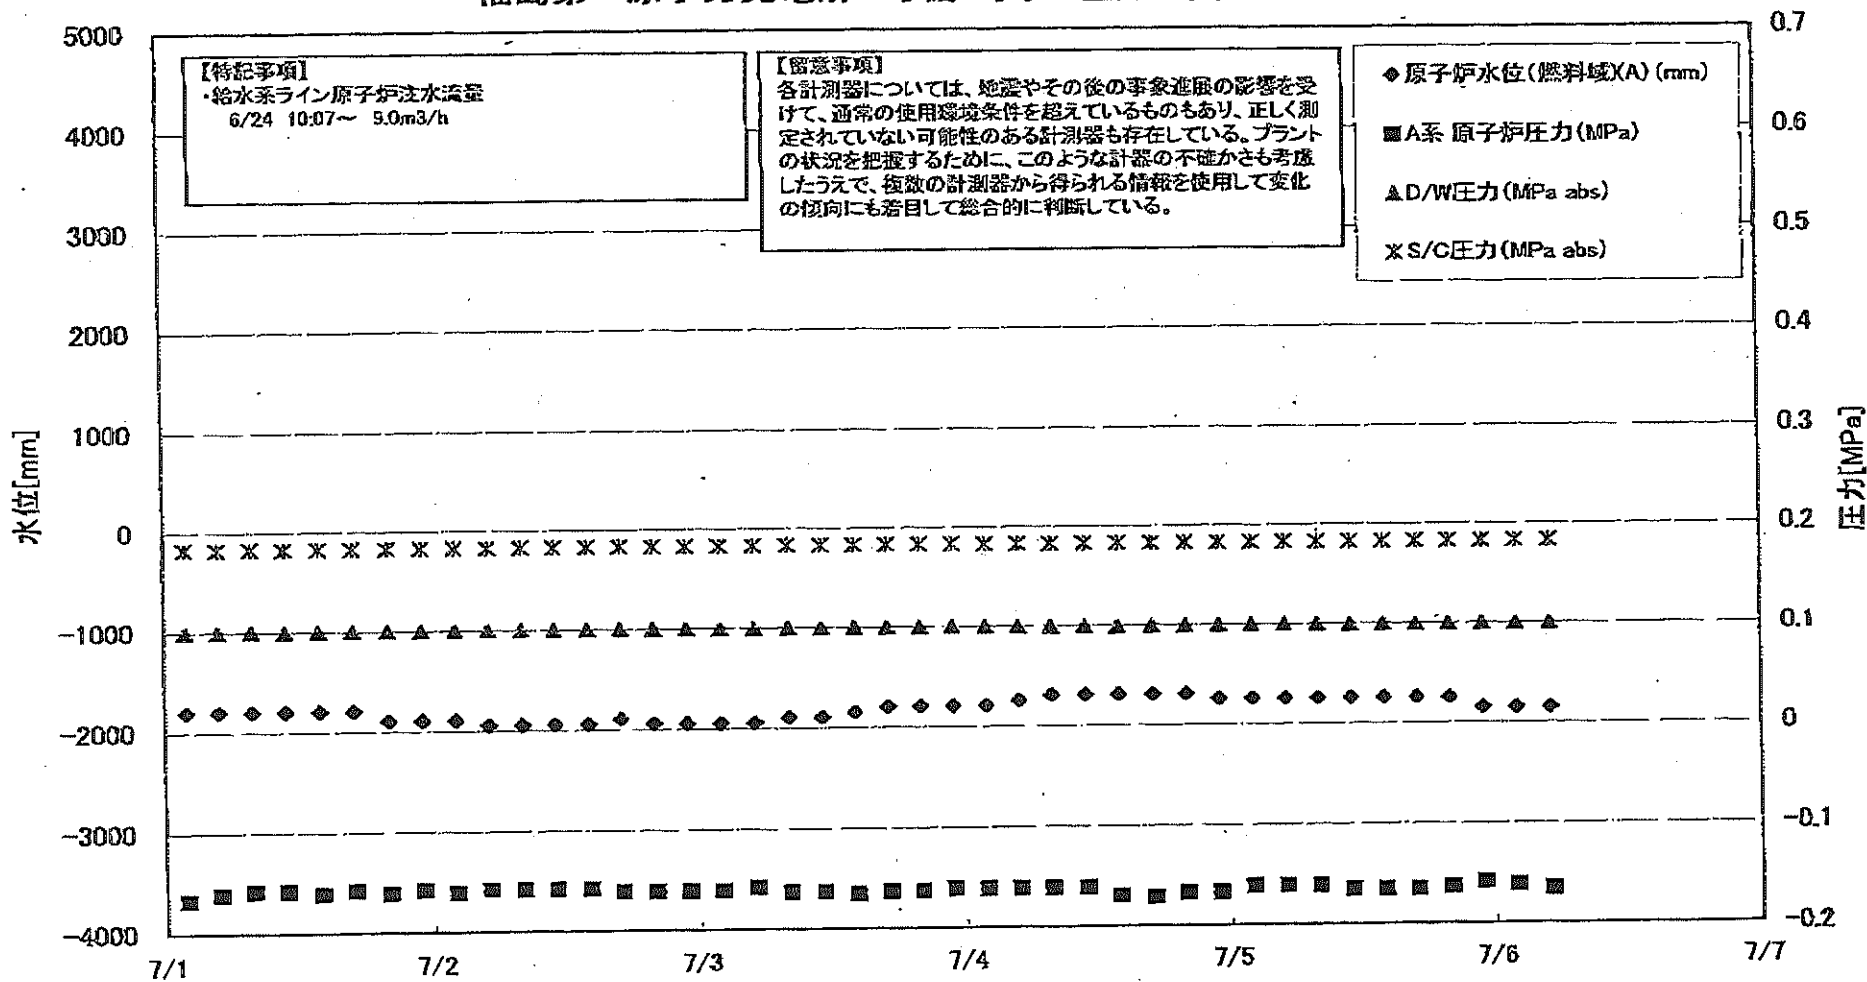 5000
4000
3000
2000
1000
0
-1000
-2000
-3000
-4000
水位[mm]
【特記事項】
・給水系ライン原子炉注水流量
6/24 10:07～ 9.0m3/h
【留意事項】
各計測器については、地震やその後の事象進展の影響を受
けて、通常の使用環境条件を超えているものもあり、正しく測
定されていない可能性のある計測器も存在している。プラント
の状況を把握するために、このような計器の不確かさも考慮
したうえで、複数の計測器から得られる情報を使用して変化
の傾向にも着目して総合的に判断している。
原子炉水位(燃料域)(A)(mm)
A系 原子炉圧力(MPa)
D/W圧力(MPa abs)
S/C圧力(MPa abs)
0.7
0.6
0.5
0.4
0.3
0.2
0.1
0
-0.1
-0.2
圧力[MPa]
7/1 7/2 7/3 7/4 7/5 7/6 7/7